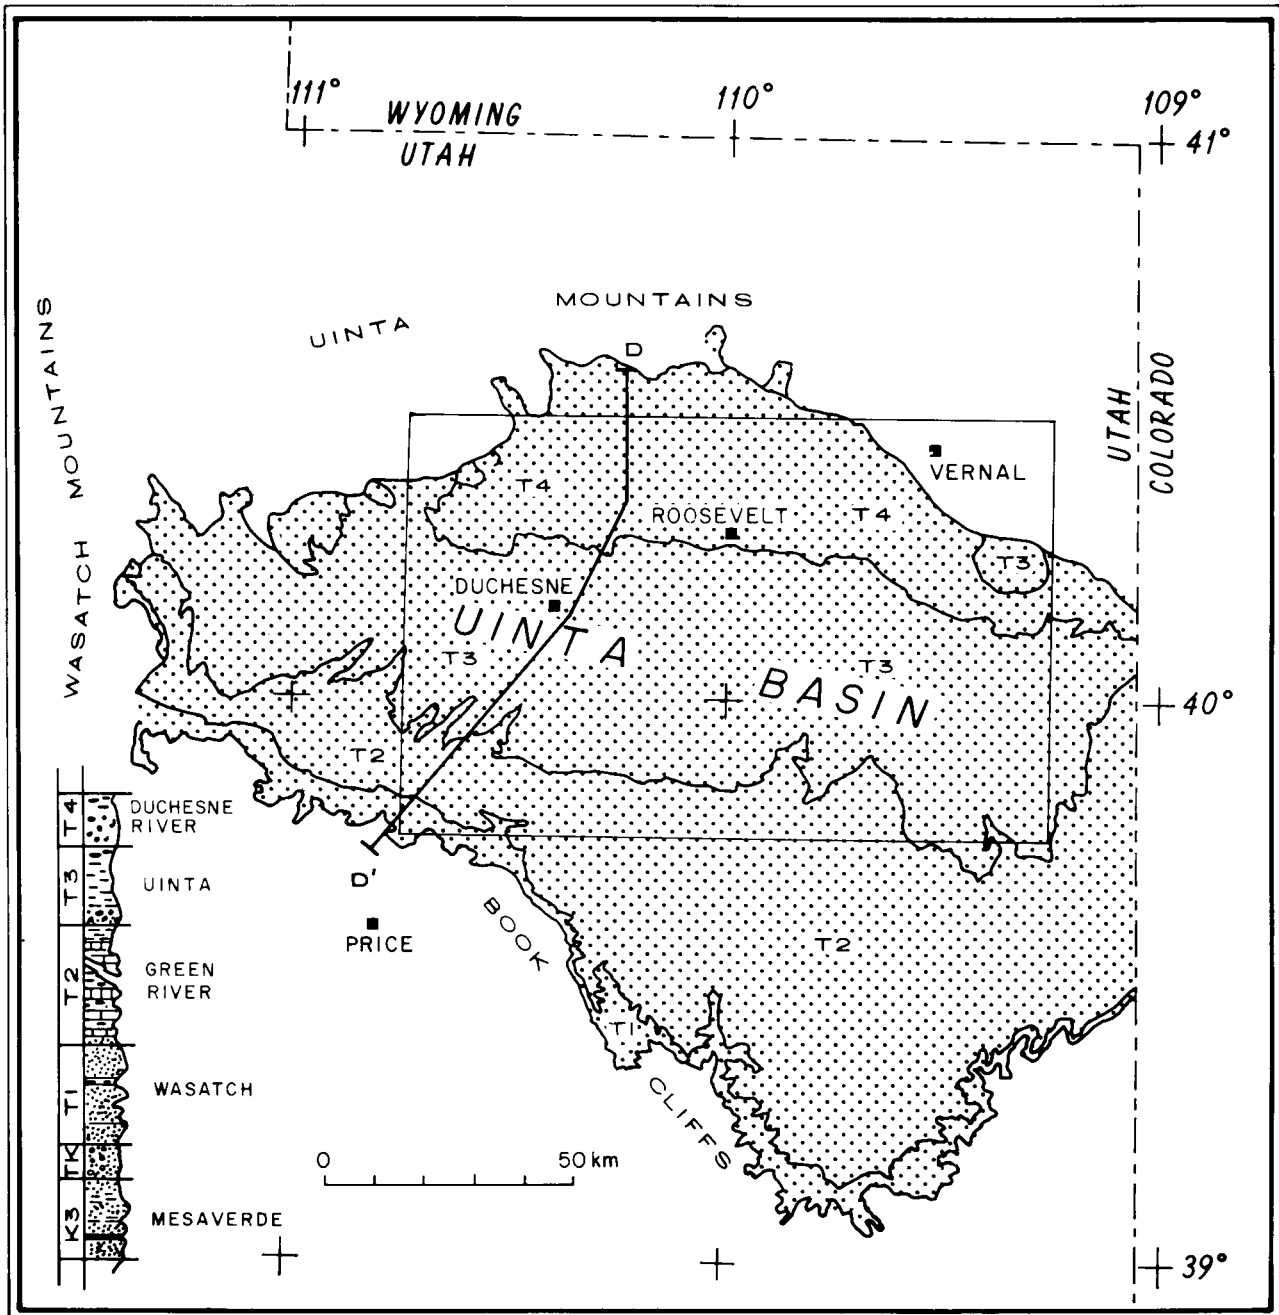 111°
110°
109°
WYOMING
41°
UTAH
MOUNTAINS
UINTA
D
WASATCH MOUNTAINS
UTAH
COLORADO
VERNAL
T4
ROOSEVELT
T4
T3
DUCHESNE
UINTA
T3
T3
BASIN
40°
T2
T4
DUCHESNE
RIVER
T3
UINTA
D'
BOOK
PRICE
T2
T2
GREEN
RIVER
T1
T1
WASATCH
CLIFFS
TK
0
50 km
K3
MESAVERDE
39°